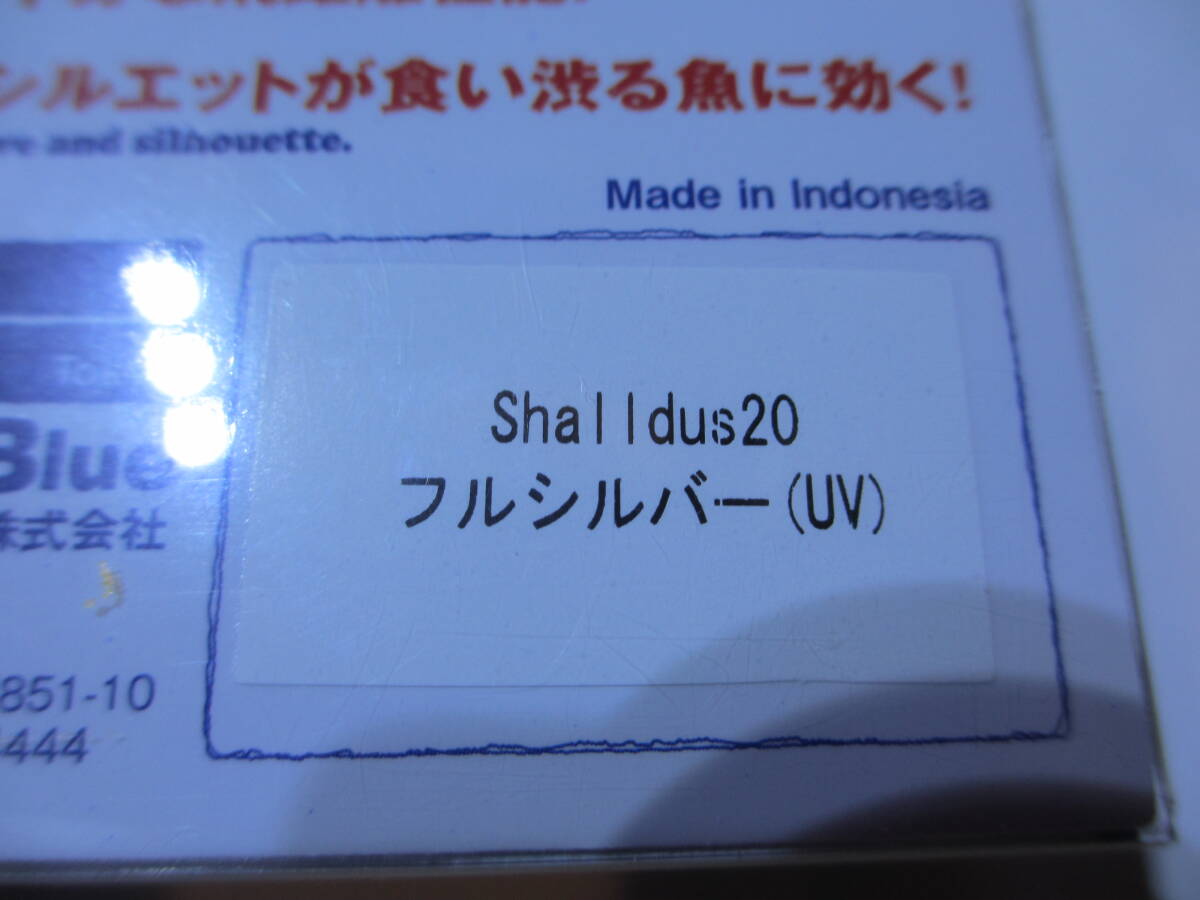 シルエットが食い渋る魚に効く!
re and silhouette.
Made in Indonesia
Blue
株式会社
Shalldus20
フルシルバー(UV)
851-10
444